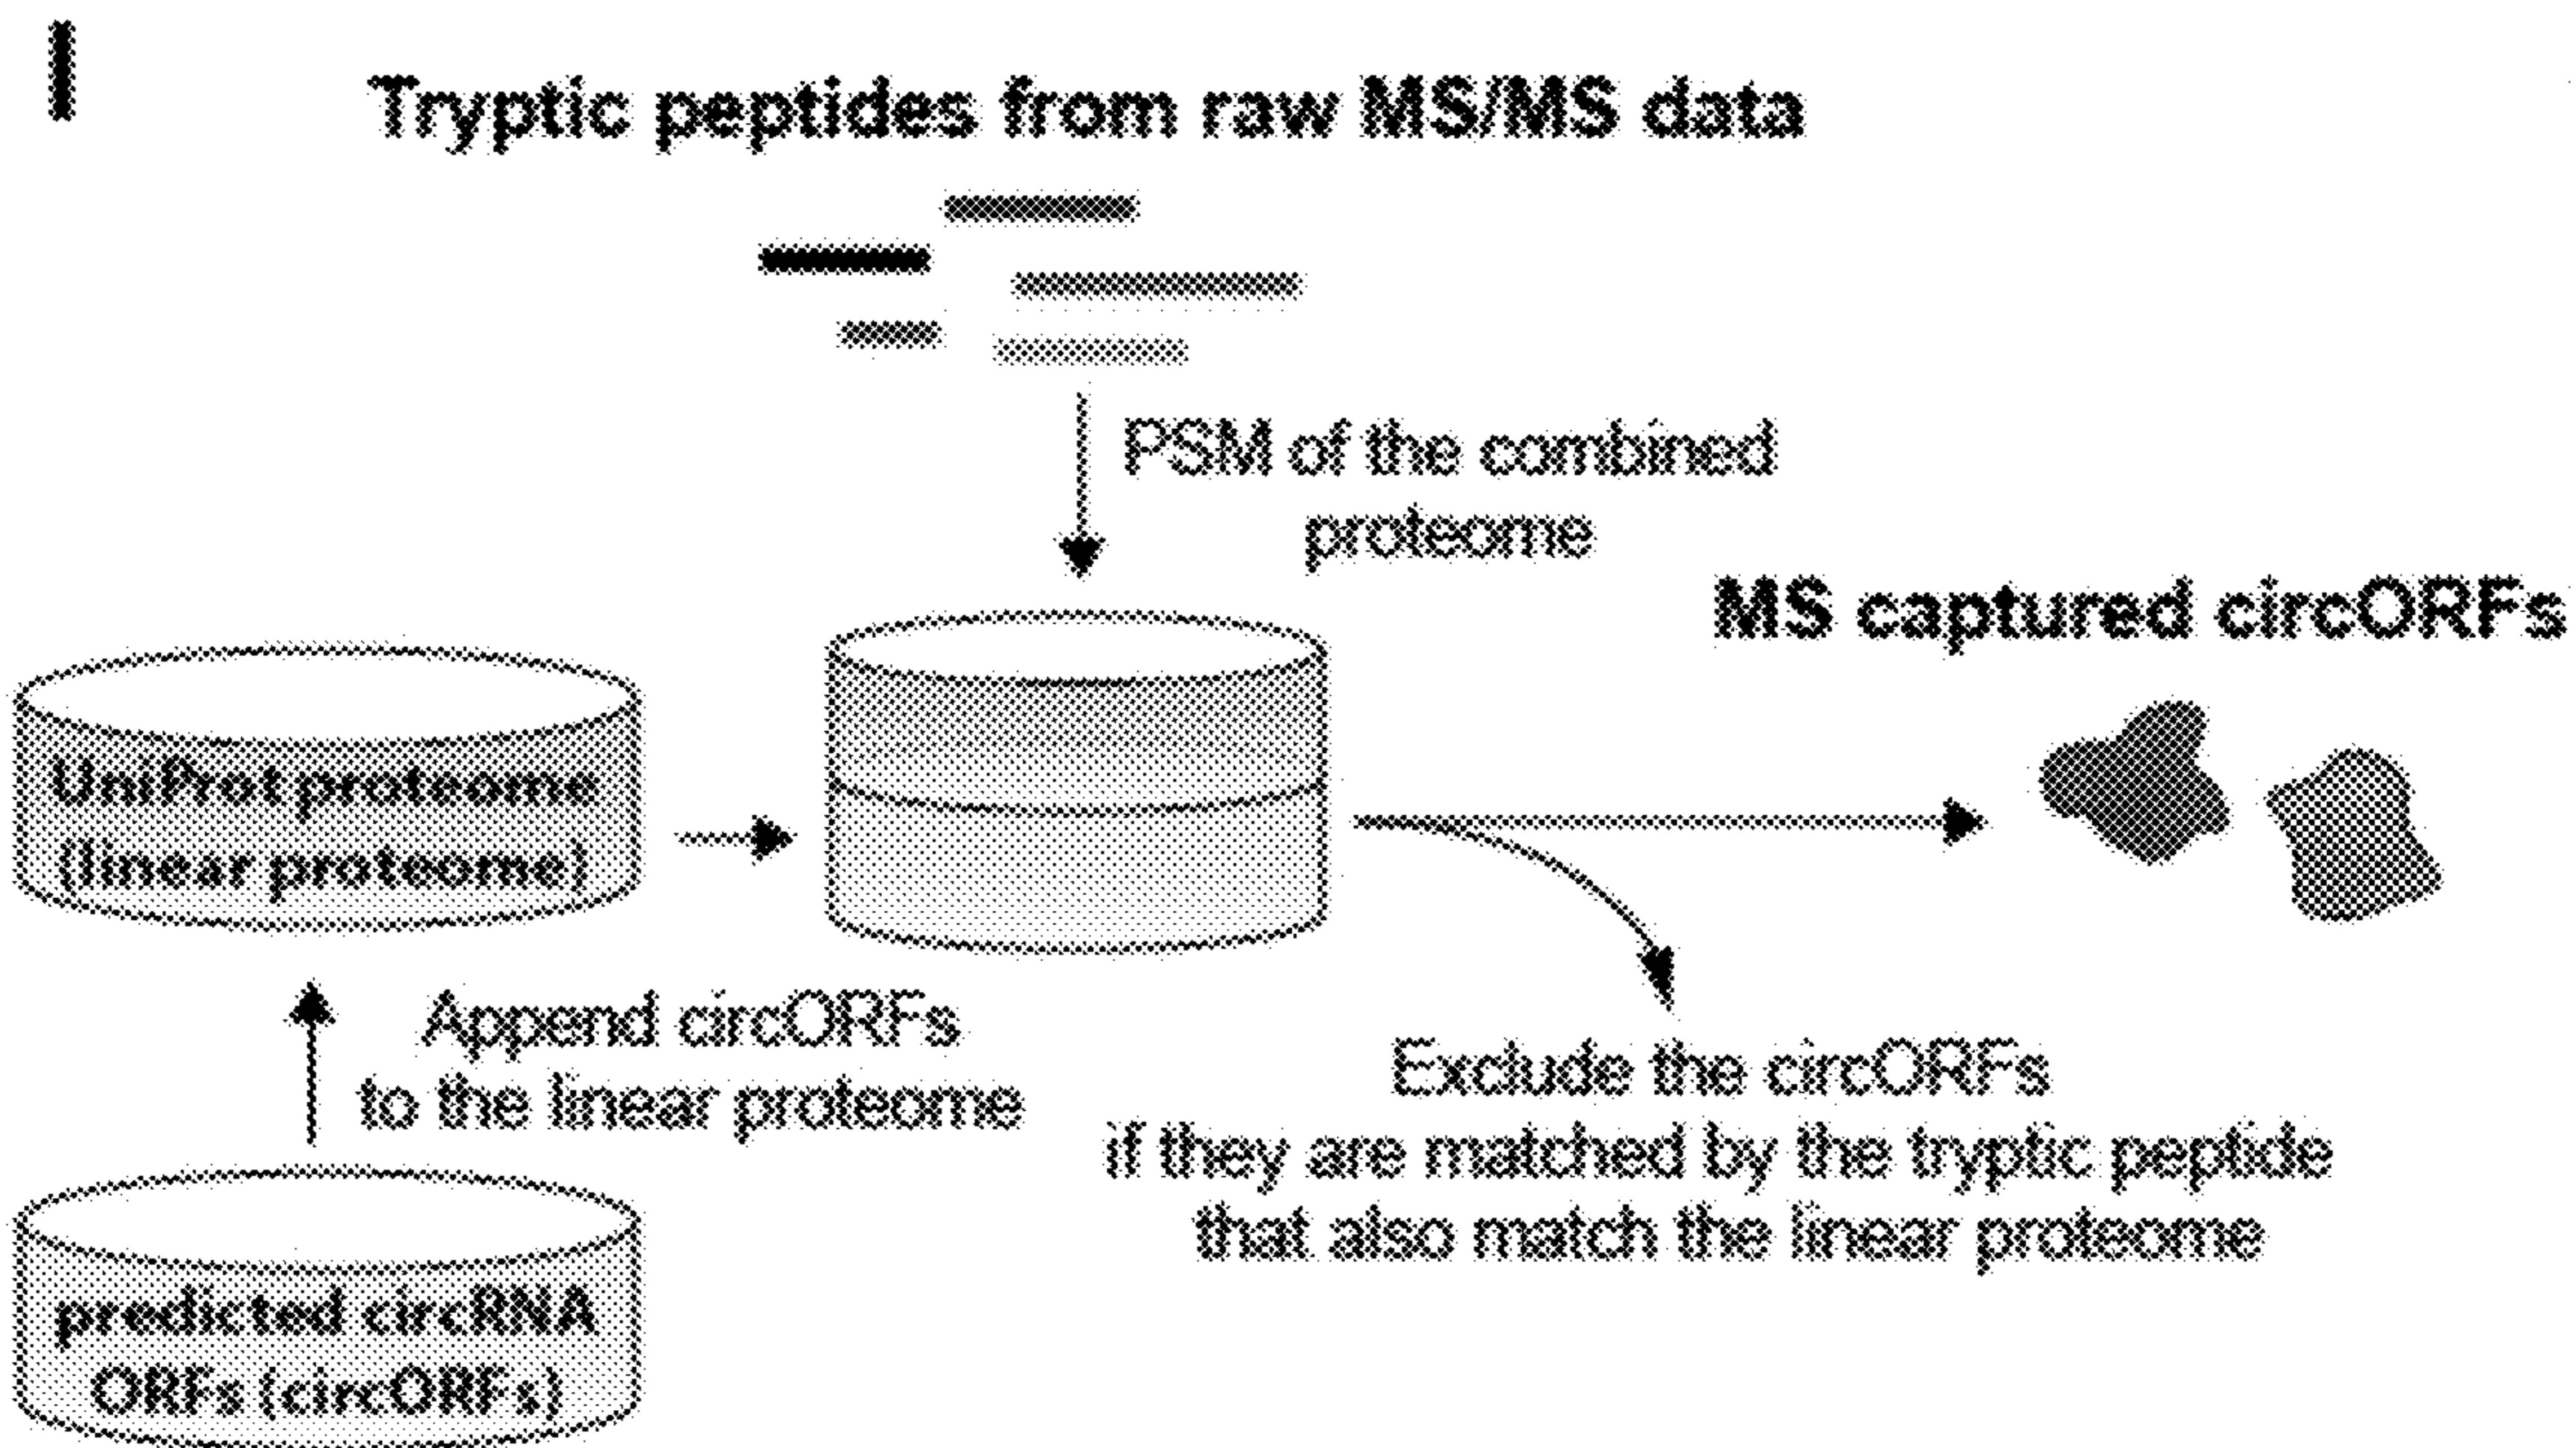 I
Tryptic peptides from raw MS/MS data
PSM of the combined
proteome
MS captured circORFs
UniProt proteome
(linear proteome)
Append circORFs
to the linear proteome
Exclude the circORFs
if they are matched by the tryptic peptide
that also match the linear proteome
predicted circRNA
ORFs (circORFs)